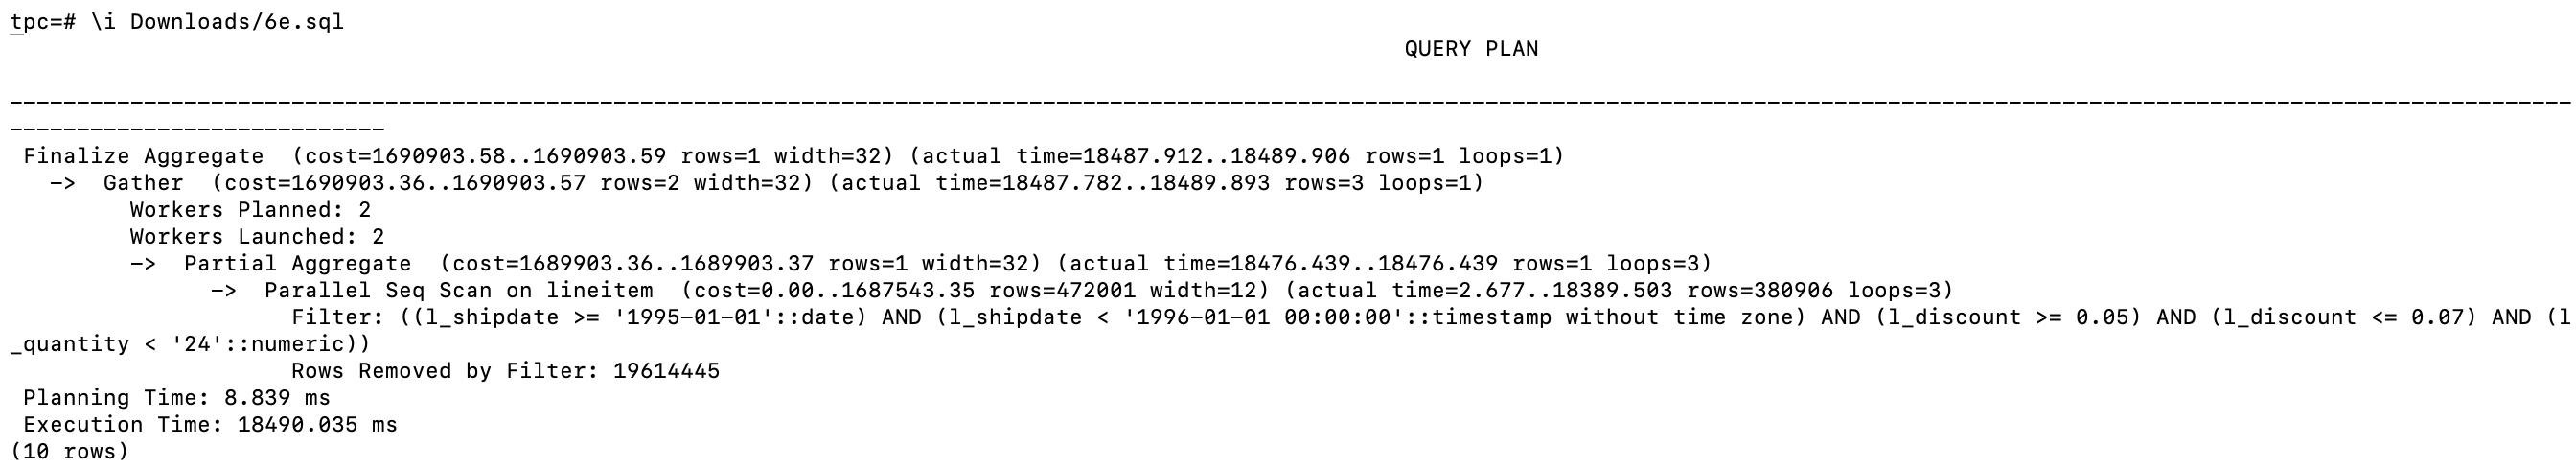 tpc=# \i Downloads/6e.sql
QUERY PLAN
-----------------------------------------------------------------------------------------------------------------------------------------------------------------------------------------------
----------------------------
Finalize Aggregate  (cost=1690903.58..1690903.59 rows=1 width=32) (actual time=18487.912..18489.906 rows=1 loops=1)
->  Gather  (cost=1690903.36..1690903.57 rows=2 width=32) (actual time=18487.782..18489.893 rows=3 loops=1)
Workers Planned: 2
Workers Launched: 2
->  Partial Aggregate  (cost=1689903.36..1689903.37 rows=1 width=32) (actual time=18476.439..18476.439 rows=1 loops=3)
->  Parallel Seq Scan on lineitem  (cost=0.00..1687543.35 rows=472001 width=12) (actual time=2.677..18389.503 rows=380906 loops=3)
Filter: ((l_shipdate >= '1995-01-01'::date) AND (l_shipdate < '1996-01-01 00:00:00'::timestamp without time zone) AND (l_discount >= 0.05) AND (l_discount <= 0.07) AND (l
_quantity < '24'::numeric))
Rows Removed by Filter: 19614445
Planning Time: 8.839 ms
Execution Time: 18490.035 ms
(10 rows)